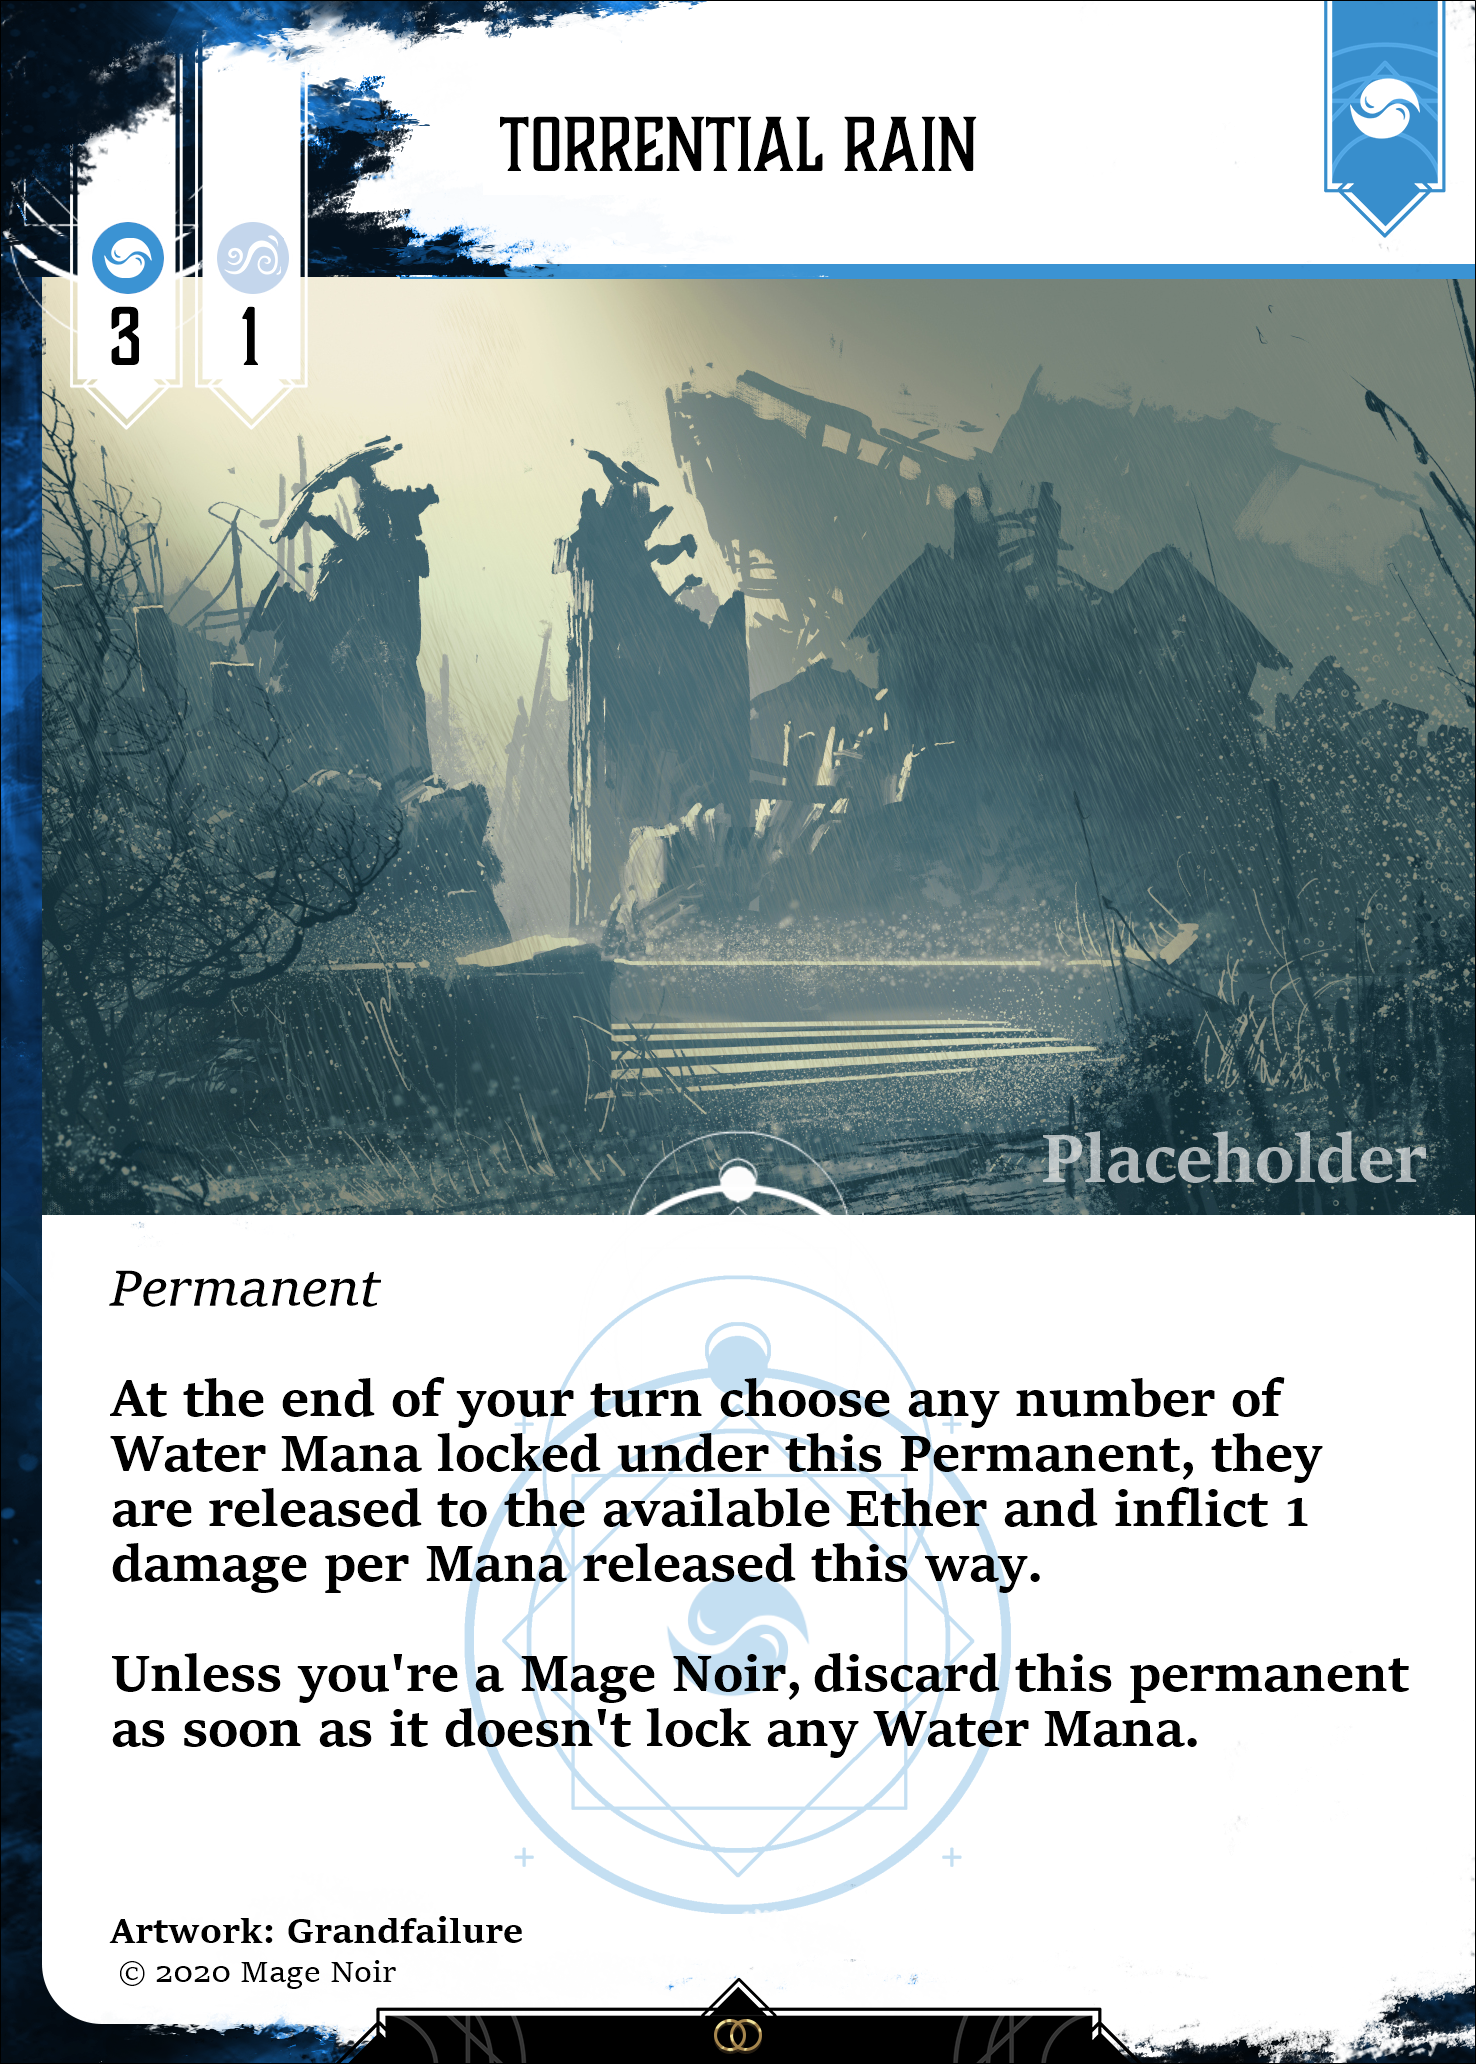 TORRENTIAL RAIN
3 1
Placeholder
Permanent
At the end of your turn choose any number of
Water Mana locked under this Permanent, they
are released to the available Ether and inflict 1
damage per Mana released this way.
Unless you're a Mage Noir, discard this permanent
as soon as it doesn't lock any Water Mana.
Artwork: Grandfailure
© 2020 Mage Noir